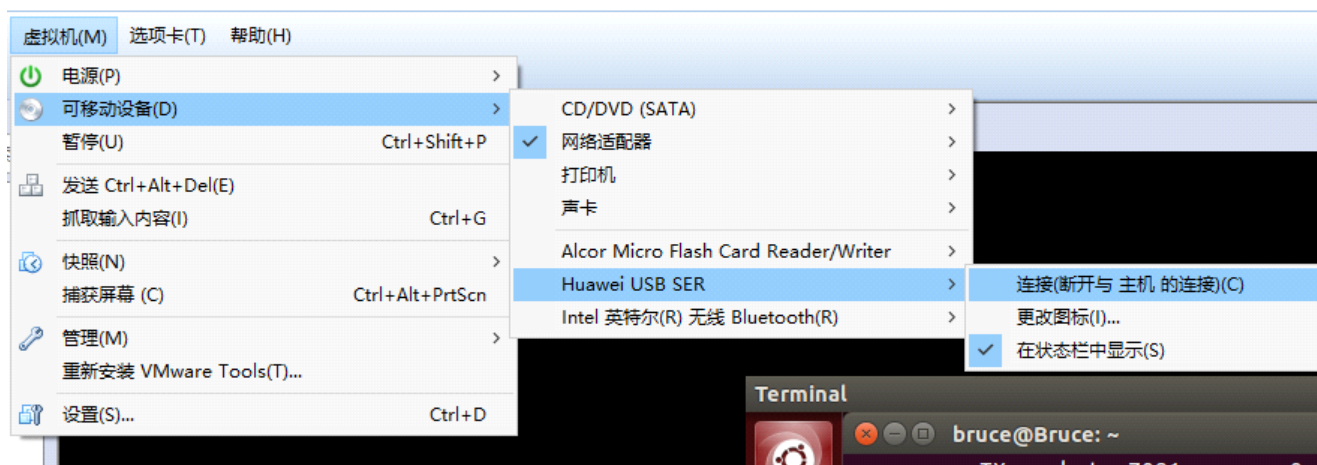 虚拟机(M) 选项卡(T) 帮助(H)
电源(P)
可移动设备(D)
暂停(U) Ctrl+Shift+P
发送 Ctrl+Alt+Del(E)
抓取输入内容(I) Ctrl+G
快照(N)
捕获屏幕 (C) Ctrl+Alt+PrtScn
管理(M)
重新安装 VMware Tools(T)...
设置(S)... Ctrl+D
CD/DVD (SATA)
网络适配器
打印机
声卡
Alcor Micro Flash Card Reader/Writer
Huawei USB SER
Intel 英特尔(R) 无线 Bluetooth(R)
连接(断开与 主机 的连接)(C)
更改图标(I)...
在状态栏中显示(S)
Terminal
bruce@Bruce: ~